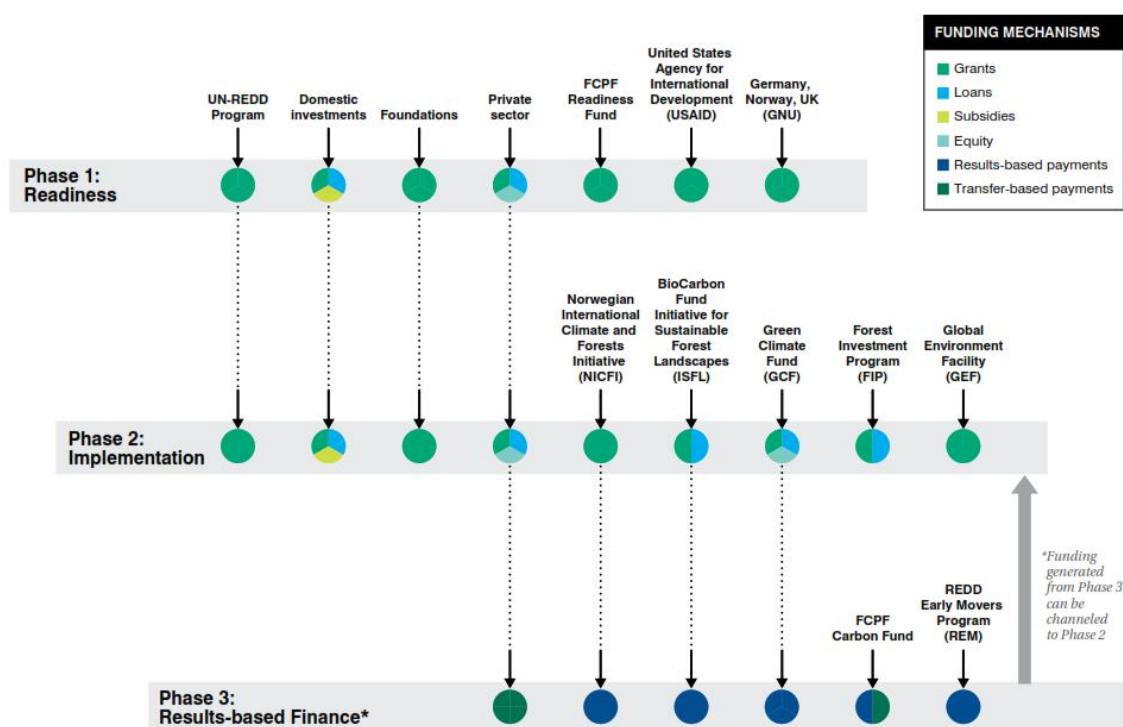 FUNDING MECHANISMS
Grants
Loans
Subsidies
Equity
Results-based payments
Transfer-based payments
UN-REDD
Program
Domestic
investments
Foundations
Private
sector
FCPF
Readiness
Fund
United States
Agency for
International
Development
(USAID)
Germany,
Norway, UK
(GNU)
Phase 1:
Readiness
Norwegian
International
Climate and
Forests
Initiative
(NICFI)
BioCarbon
Fund
Initiative for
Sustainable
Forest
Landscapes
(ISFL)
Green
Climate
Fund
(GCF)
Forest
Investment
Program
(FIP)
Global
Environment
Facility
(GEF)
Phase 2:
Implementation
*Funding
generated
from Phase 3
can be
channeled
to Phase 2
FCPF
Carbon Fund
REDD
Early Movers
Program
(REM)
Phase 3:
Results-based Finance*